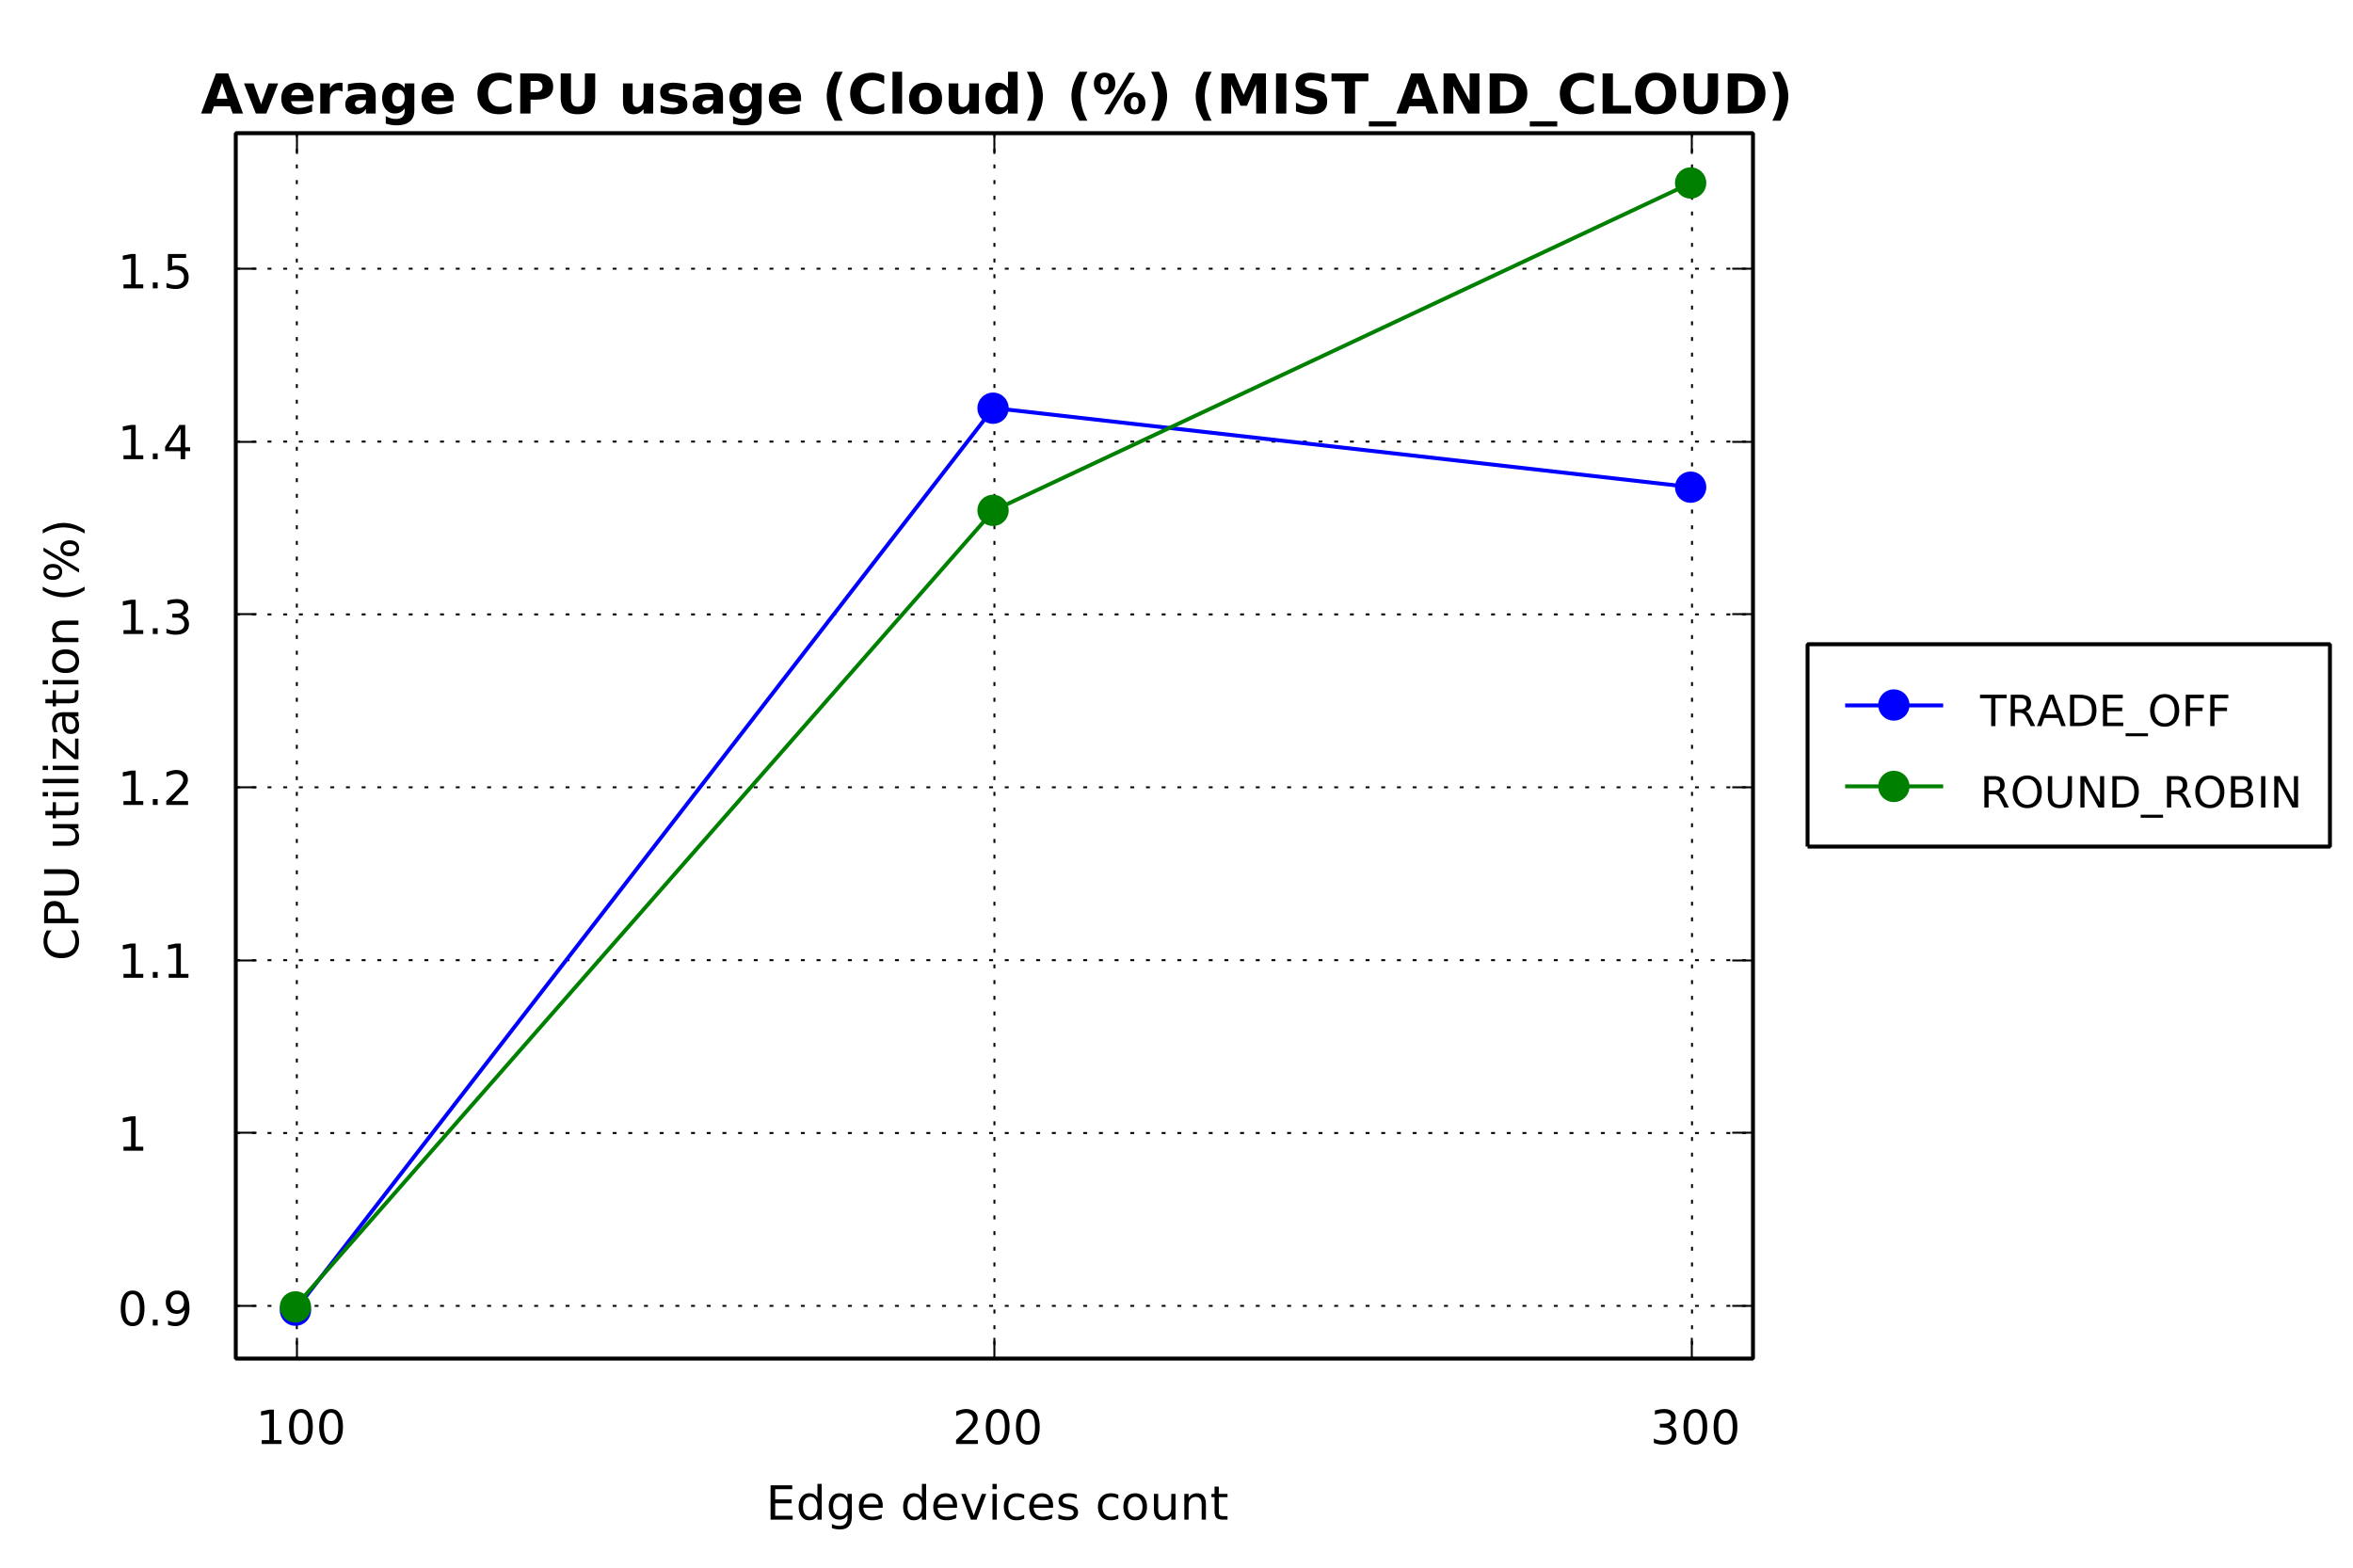 Average CPU usage (Cloud) (%) (MIST_AND_CLOUD)
1.5
1.4
1.3
1.2
1.1
1
0.9
CPU utilization (%)
100 200 300
Edge devices count
TRADE_OFF
ROUND_ROBIN